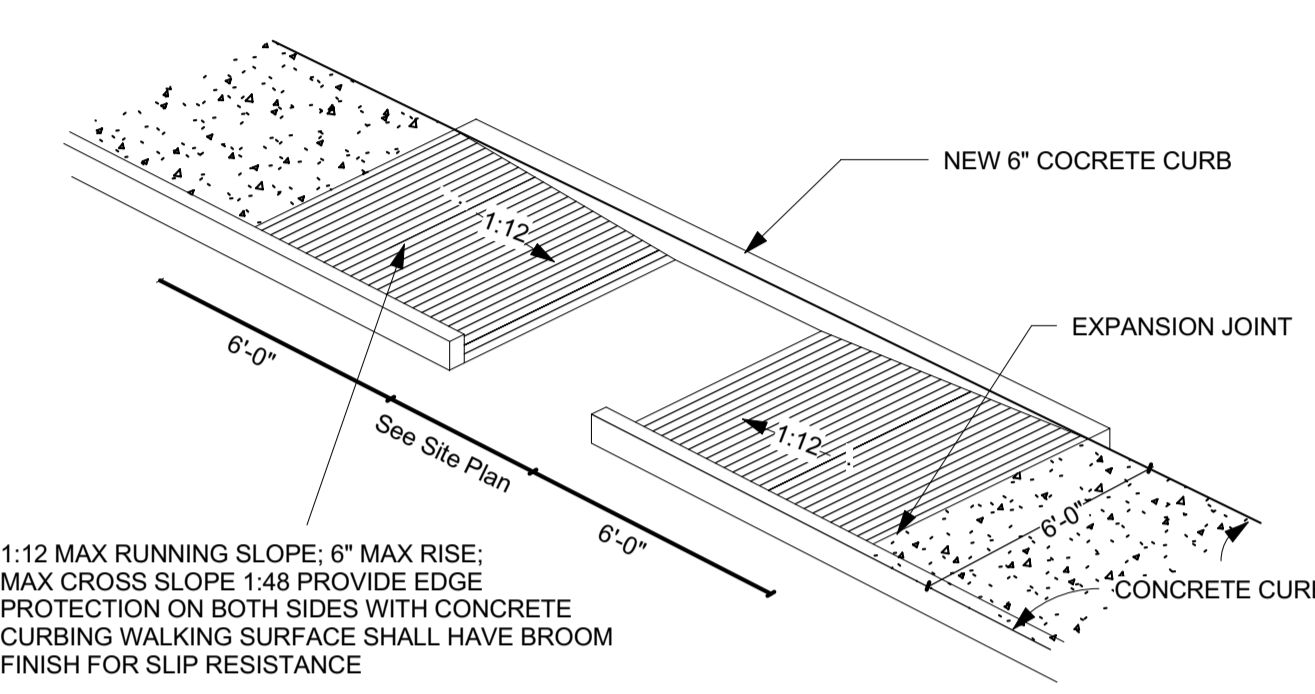 NEW 6" COCRETE CURB
1:12
EXPANSION JOINT
6'-0"
See Site Plan
1:12
6'-0"
6'-0"
1:12 MAX RUNNING SLOPE; 6" MAX RISE;
MAX CROSS SLOPE 1:48 PROVIDE EDGE
PROTECTION ON BOTH SIDES WITH CONCRETE
CURBING WALKING SURFACE SHALL HAVE BROOM
FINISH FOR SLIP RESISTANCE
CONCRETE CUR